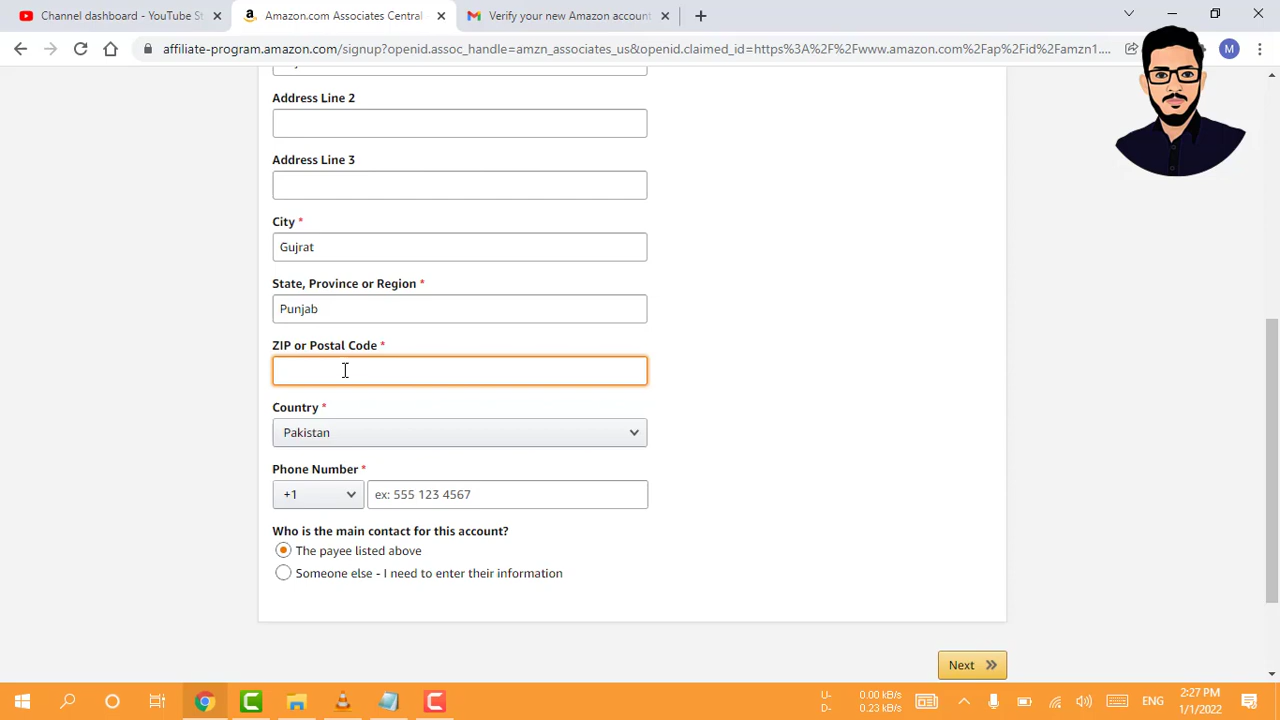 Channel dashboard - YouTube St
Amazon.com Associates Central -
Verify your new Amazon account
affiliate-program.amazon.com/signup?openid.assoc_handle=amzn_associates_us&openid.claimed_id=https%3A%2F%2Fwww.amazon.com%2Fap%2Fid%2Famzn1....
M
Address Line 2
Address Line 3
City *
Gujrat
State, Province or Region *
Punjab
ZIP or Postal Code *
Country *
Pakistan
Phone Number *
+1
ex: 555 123 4567
Who is the main contact for this account?
The payee listed above
Someone else - I need to enter their information
Next
U- 0.00 kB/s
D- 0.23 kB/s
ENG
2:27 PM
1/1/2022